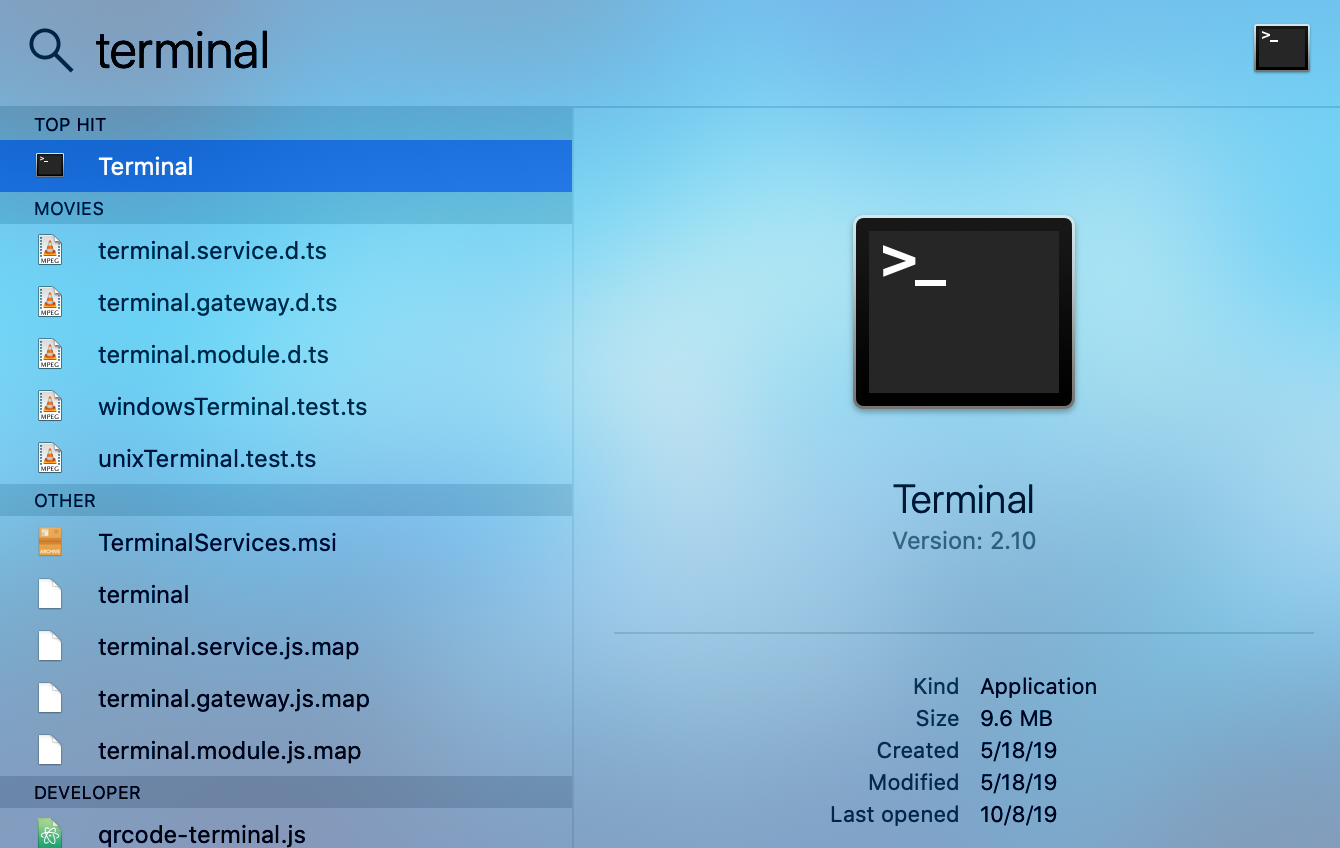 terminal
>_
TOP HIT
Terminal
MOVIES
terminal.service.d.ts
terminal.gateway.d.ts
terminal.module.d.ts
windowsTerminal.test.ts
unixTerminal.test.ts
OTHER
TerminalServices.msi
terminal
terminal.service.js.map
terminal.gateway.js.map
terminal.module.js.map
DEVELOPER
qrcode-terminal.js
>_
Terminal
Version: 2.10
Kind Application
Size 9.6 MB
Created 5/18/19
Modified 5/18/19
Last opened 10/8/19